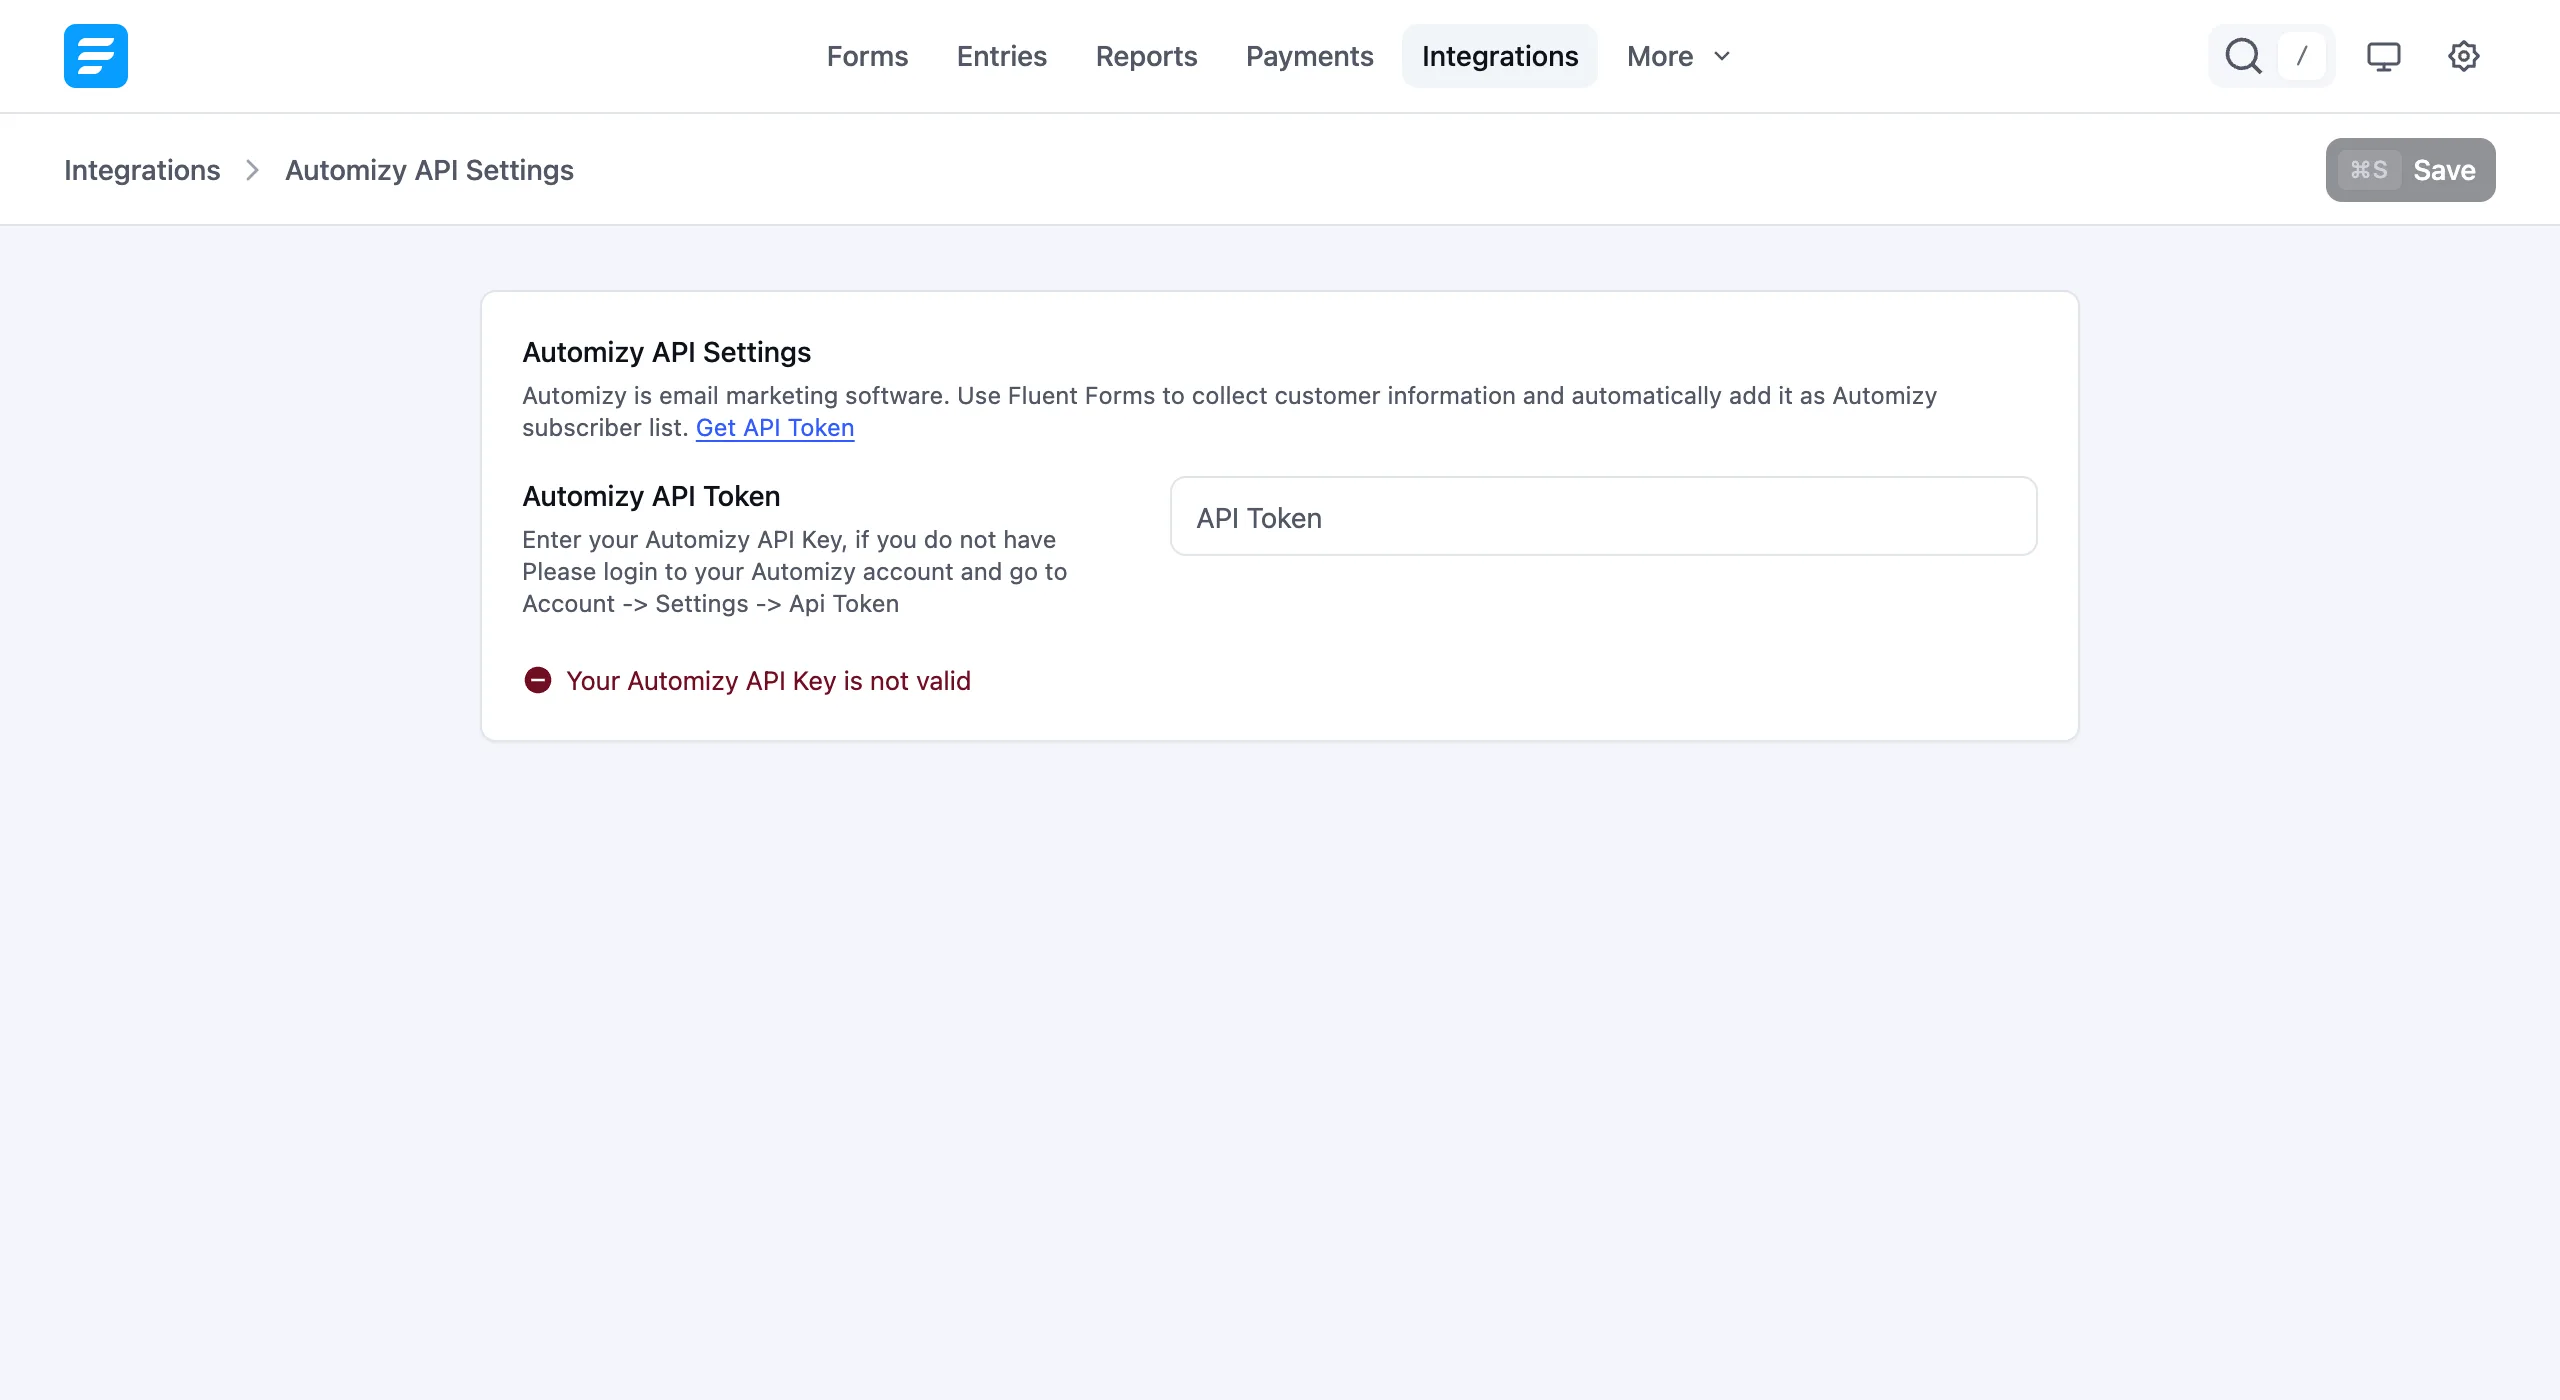 Forms
Entries
Reports
Payments
Integrations
More
/
Integrations
Automizy API Settings
⌘S Save
Automizy API Settings
Automizy is email marketing software. Use Fluent Forms to collect customer information and automatically add it as Automizy
subscriber list. Get API Token
Automizy API Token
Enter your Automizy API Key, if you do not have
Please login to your Automizy account and go to
Account -> Settings -> Api Token
API Token
Your Automizy API Key is not valid